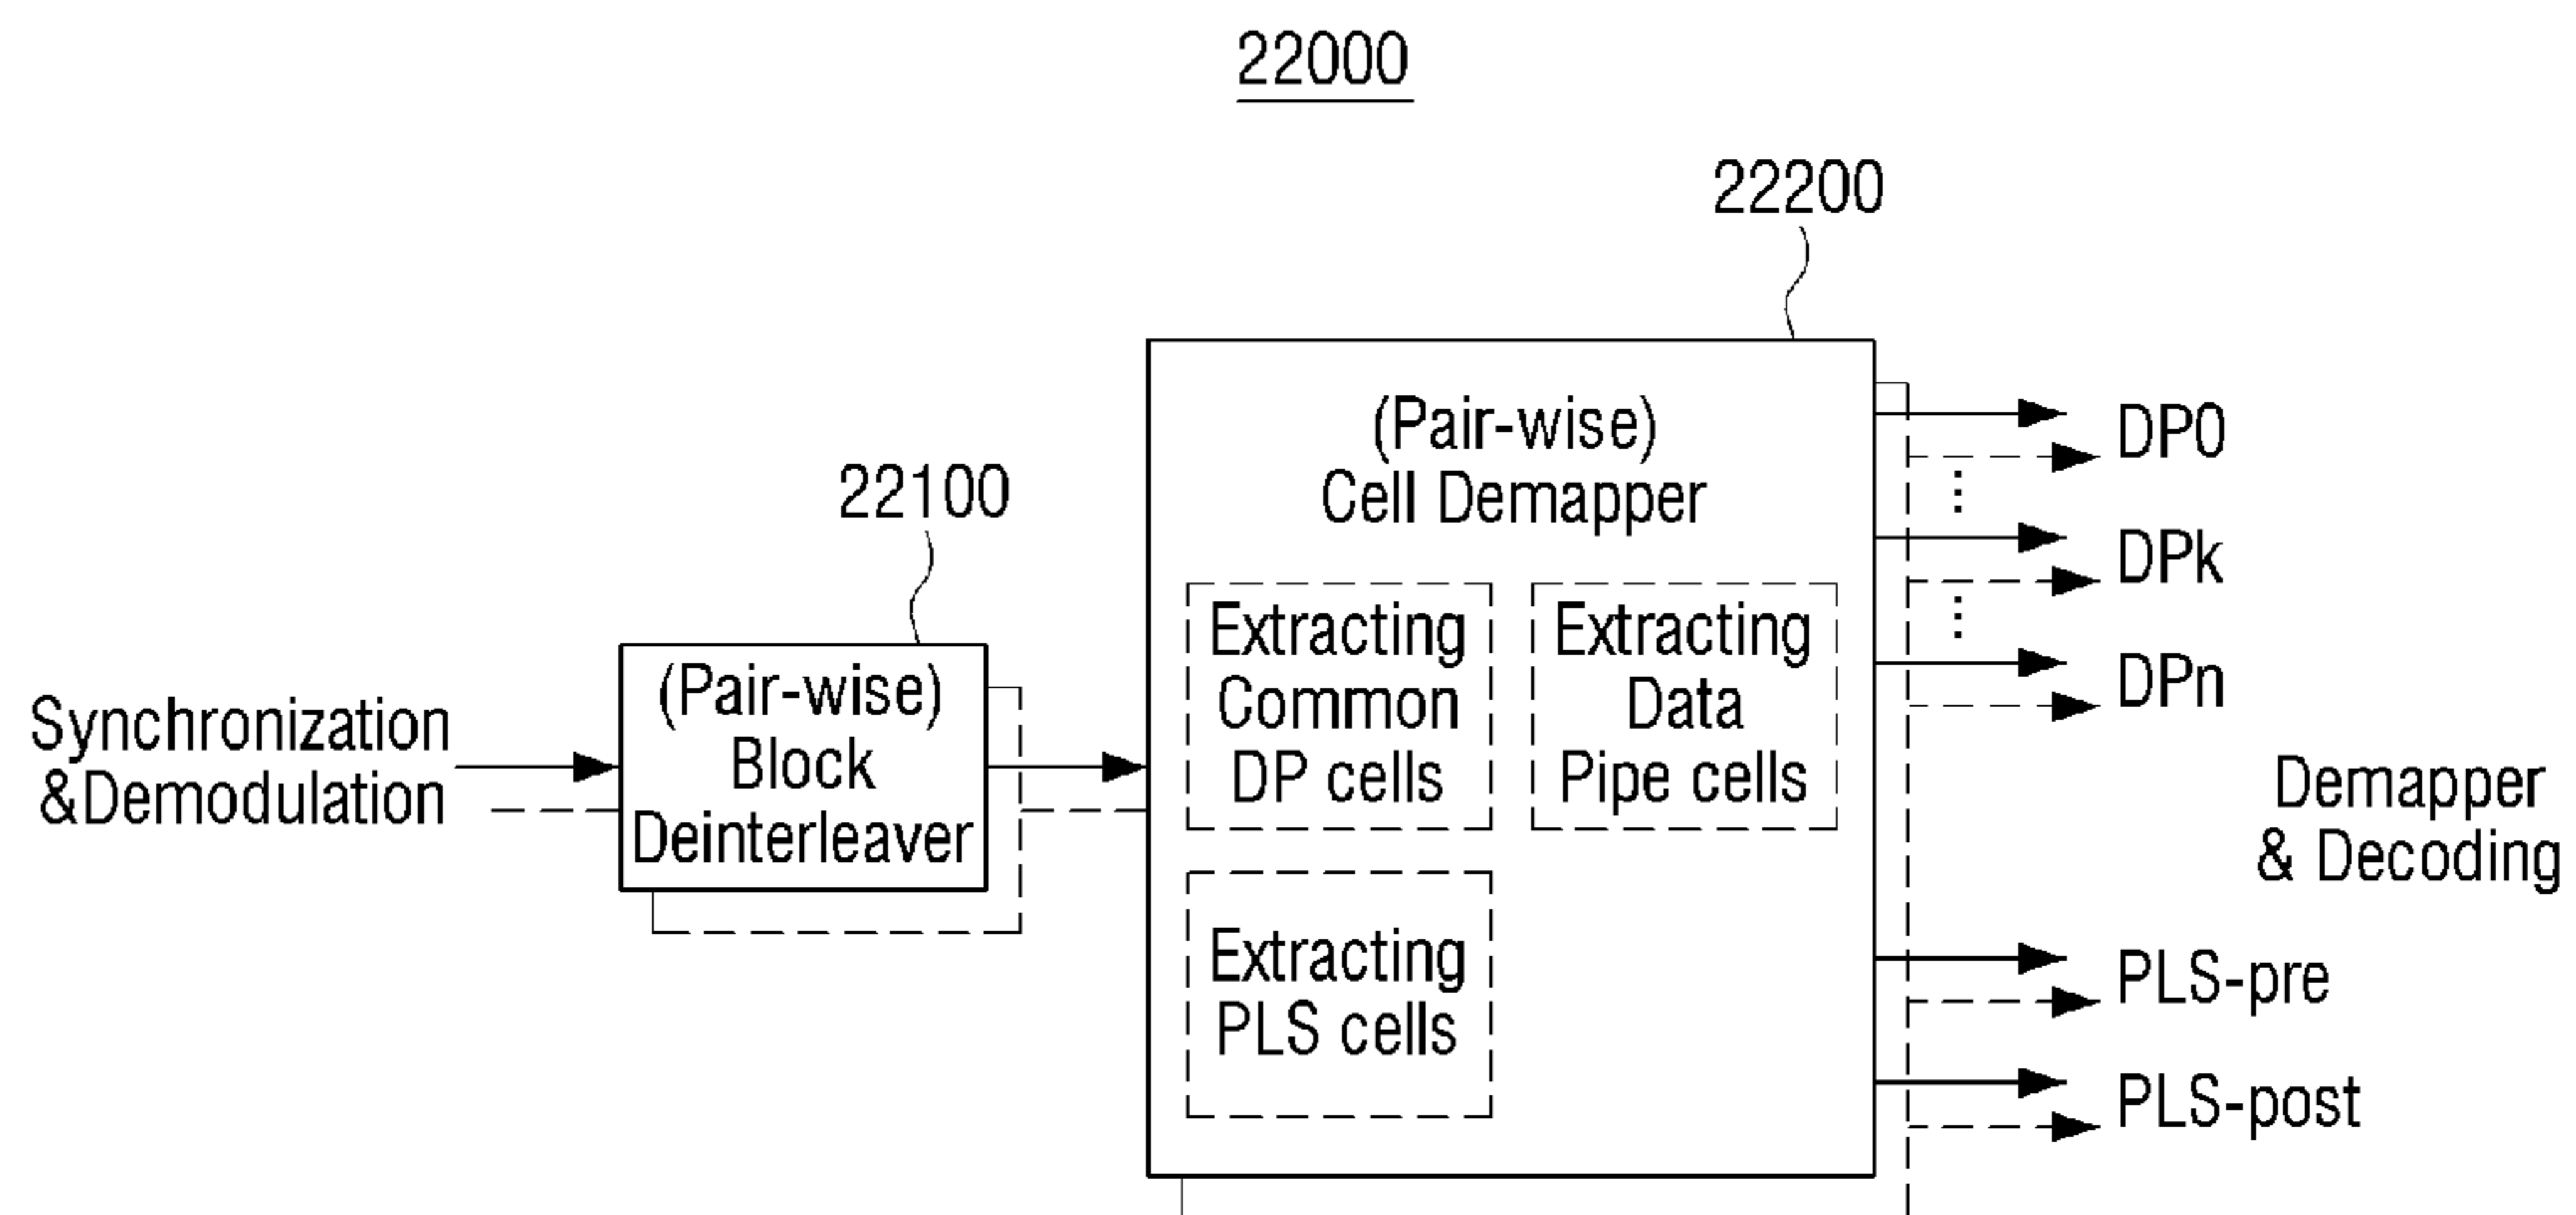 22000
22200
22100
(Pair-wise)
Cell Demapper
Extracting
Common
DP cells
Extracting
Data
Pipe cells
Extracting
PLS cells
(Pair-wise)
Block
Deinterleaver
Synchronization
&Demodulation
DP0
DPk
DPn
Demapper
& Decoding
PLS-pre
PLS-post